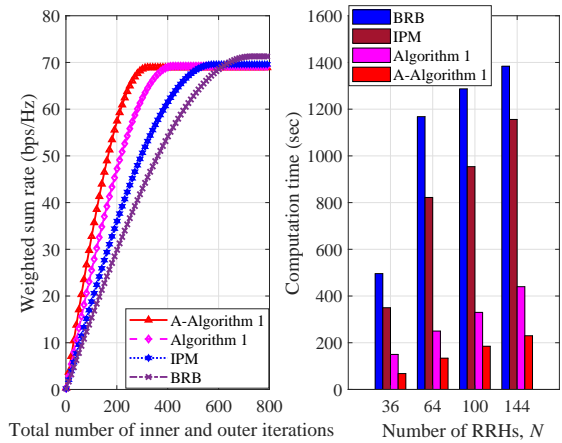 80
70
60
50
40
30
20
10
0
0 200 400 600 800
Weighted sum rate (bps/Hz)
Total number of inner and outer iterations
A-Algorithm 1
Algorithm 1
IPM
BRB
1600
1400
1200
1000
800
600
400
200
0
36 64 100 144
Computation time (sec)
Number of RRHs, N
BRB
IPM
Algorithm 1
A-Algorithm 1